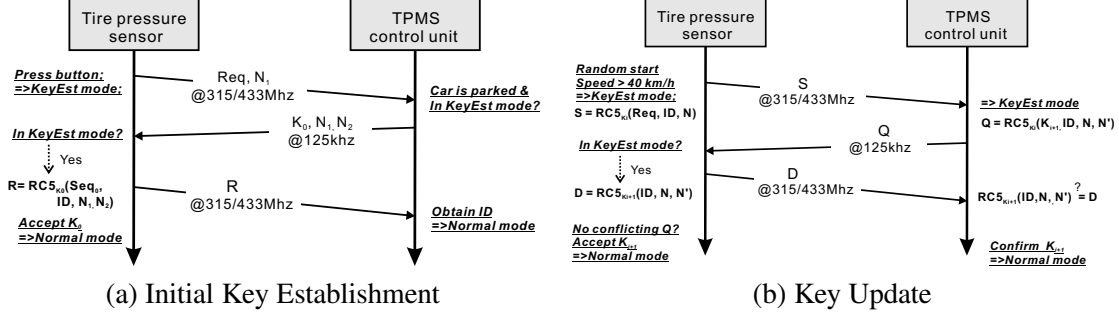 Tire pressure
sensor
TPMS
control unit
Press button;
=>KeyEst mode;
Req, N1
@315/433Mhz
Car is parked &
In KeyEst mode?
K0, N1, N2
@125khz
In KeyEst mode?
Yes
R= RC5K0(Seq0,
ID, N1, N2)
R
@315/433Mhz
Accept K0
=>Normal mode
Obtain ID
=>Normal mode
(a) Initial Key Establishment
Tire pressure
sensor
TPMS
control unit
Random start
Speed > 40 km/h
=>KeyEst mode;
S = RC5Ki(Req, ID, N)
S
@315/433Mhz
=> KeyEst mode
Q = RC5Ki(Ki+1, ID, N, N')
Q
@125khz
In KeyEst mode?
Yes
D = RC5Ki+1(ID, N, N')
D
@315/433Mhz
RC5Ki+1(ID,N, N') ?= D
No conflicting Q?
Accept Ki+1
=>Normal mode
Confirm Ki+1
=>Normal mode
(b) Key Update